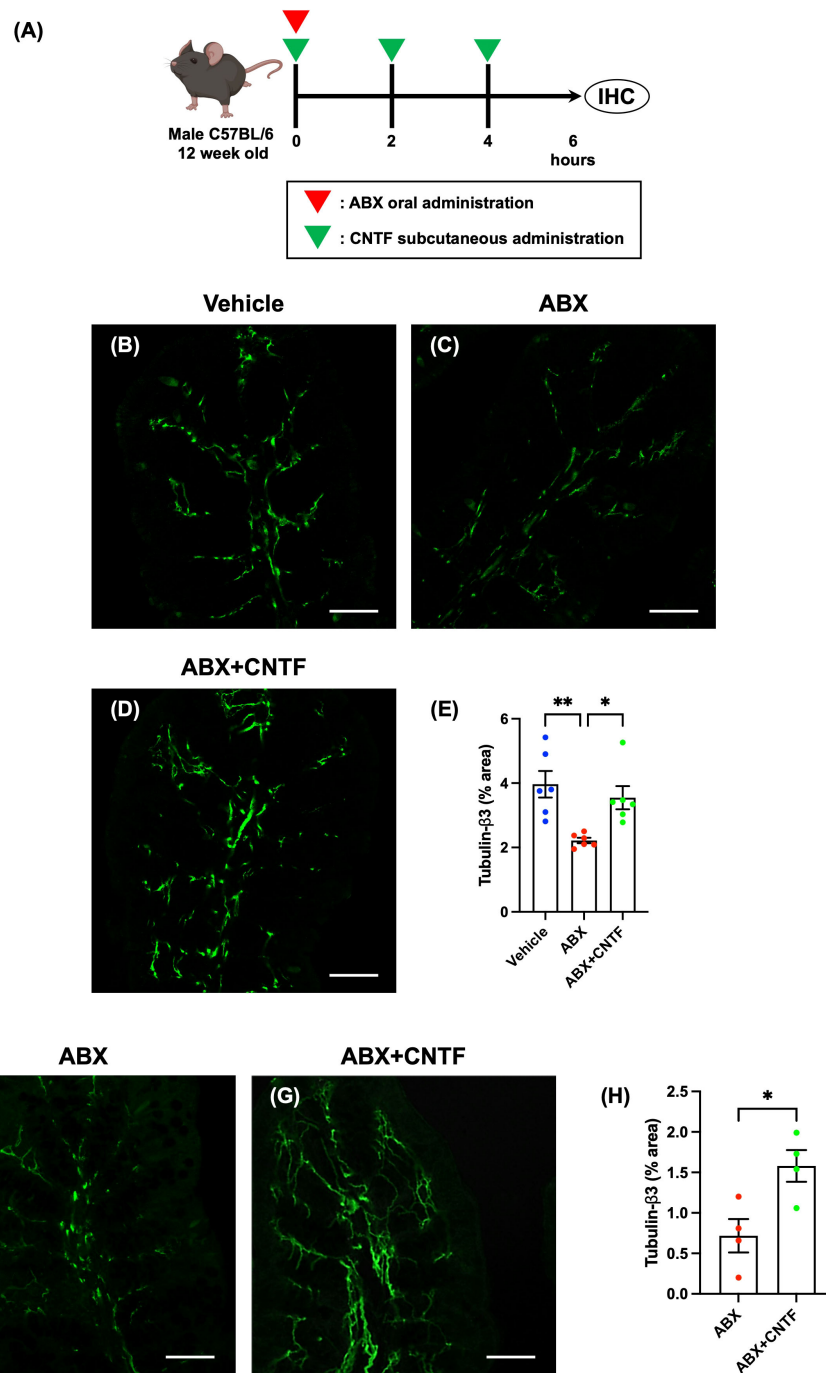 (A)
IHC
Male C57BL/6
12 week old
0
2
4
6
hours
: ABX oral administration
: CNTF subcutaneous administration
Vehicle
ABX
(B)
(C)
ABX+CNTF
(D)
(E)
** *
6
4
2
0
Tubulin-β3 (% area)
Vehicle
ABX
ABX+CNTF
ABX
ABX+CNTF
(G)
(H)
*
2.5
2.0
1.5
1.0
0.5
0.0
Tubulin-β3 (% area)
ABX
ABX+CNTF